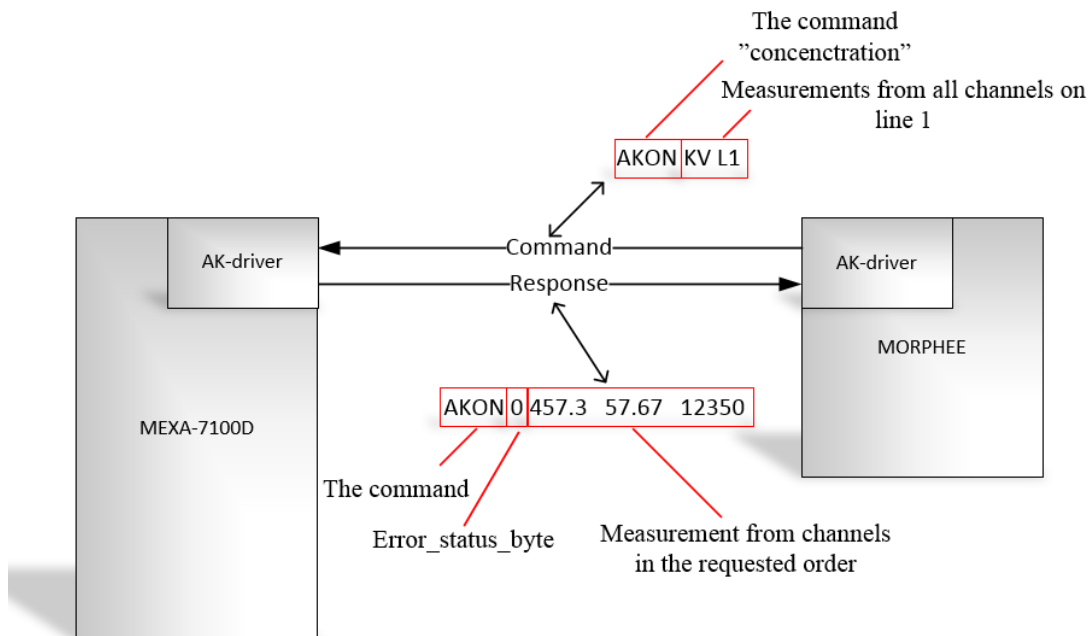 The command
”concenctration”
Measurements from all channels on
line 1
AKON KV L1
AK-driver
Command
AK-driver
Response
MORPHEE
AKON 0 457.3 57.67 12350
MEXA-7100D
The command
Error_status_byte
Measurement from channels
in the requested order